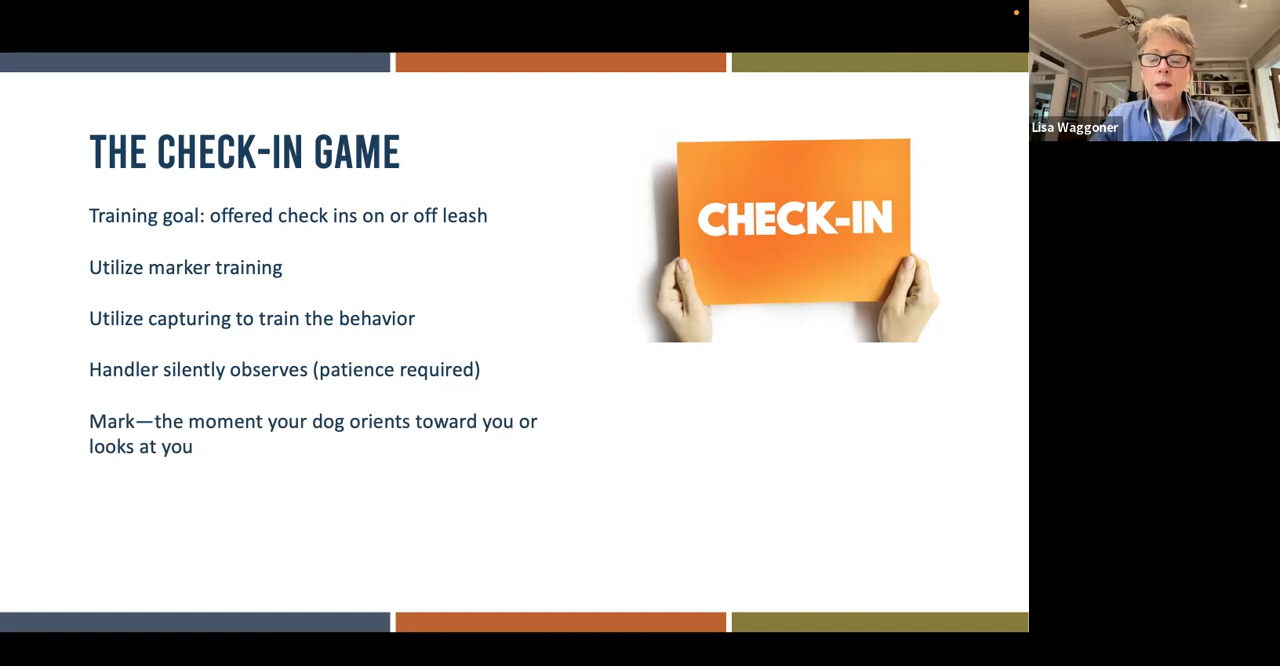 THE CHECK-IN GAME
Training goal: offered check ins on or off leash
Utilize marker training
Utilize capturing to train the behavior
Handler silently observes (patience required)
Mark—the moment your dog orients toward you or
looks at you
CHECK-IN
Lisa Waggoner